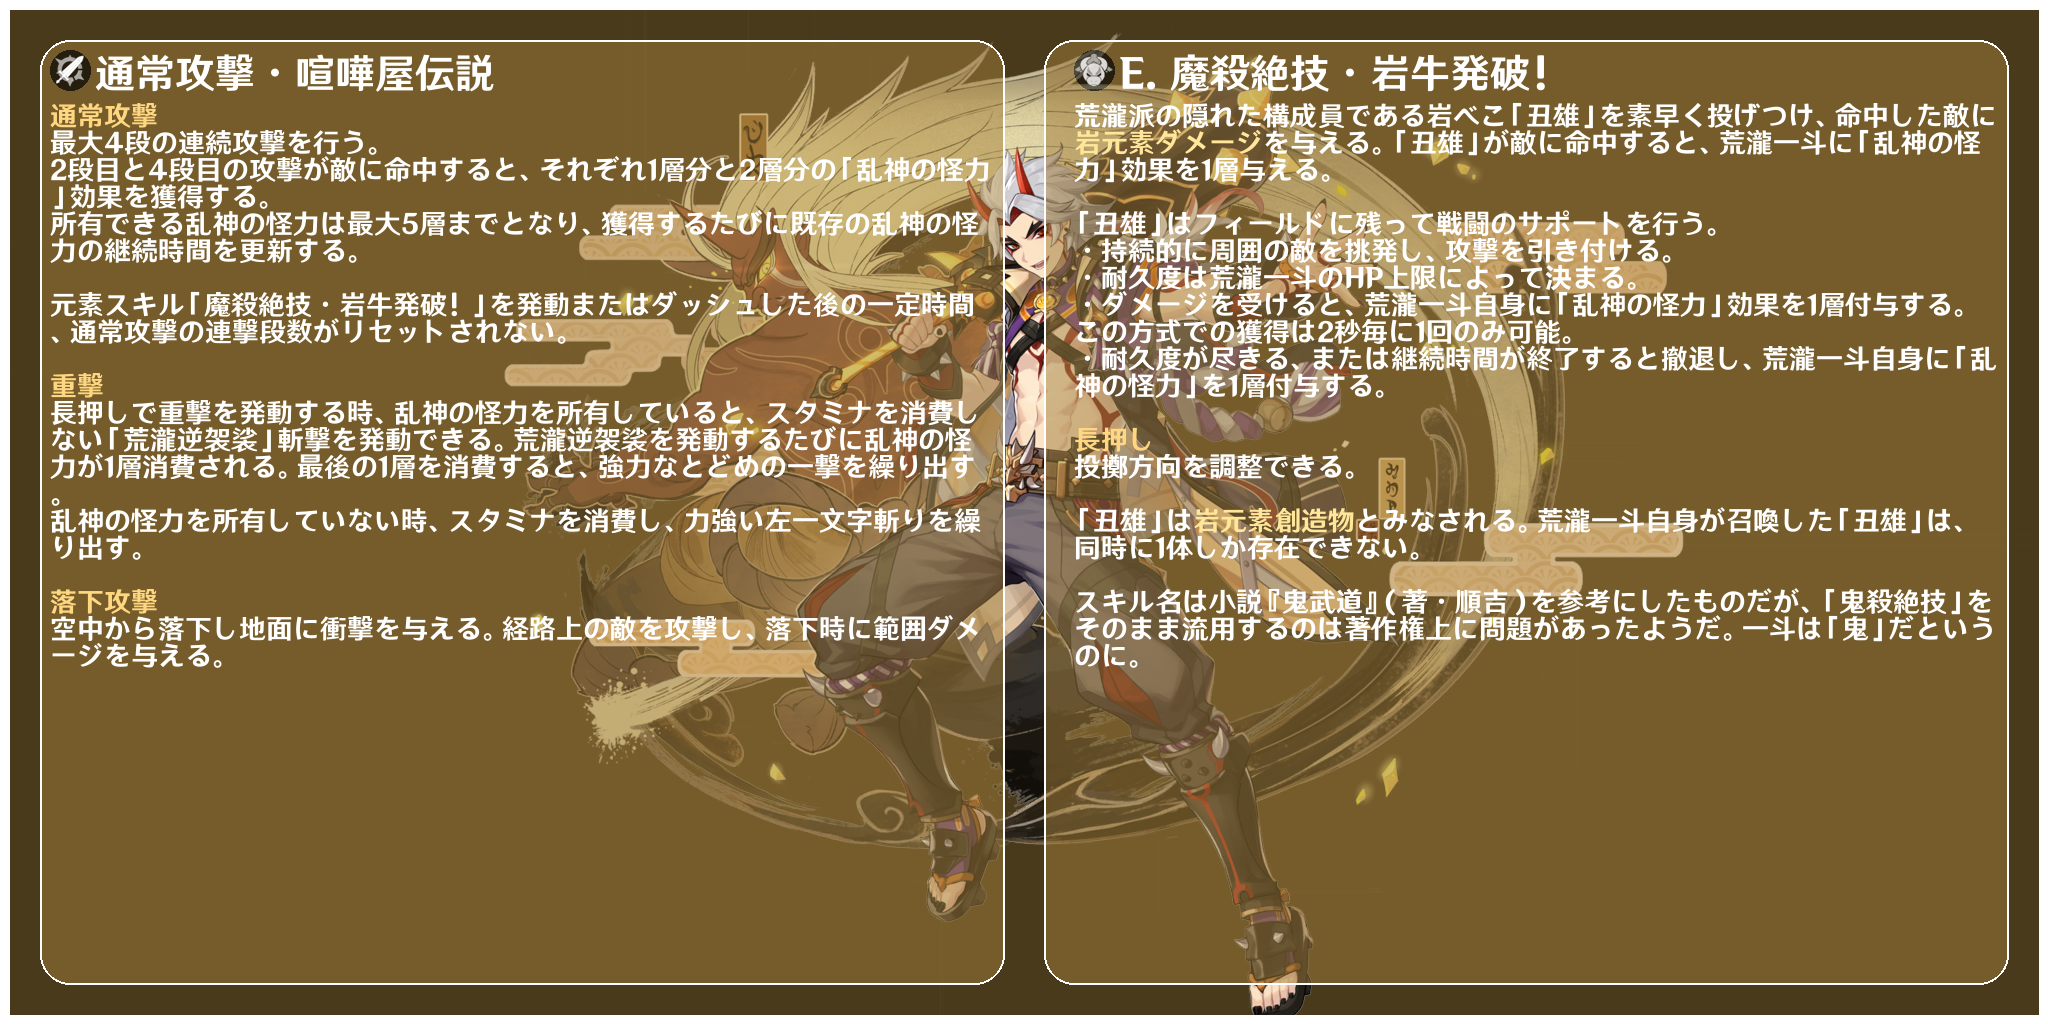 通常攻撃・喧嘩屋伝説
通常攻撃
最大4段の連続攻撃を行う。
2段目と4段目の攻撃が敵に命中すると、それぞれ1層分と2層分の「乱神の怪力
」効果を獲得する。
所有できる乱神の怪力は最大5層までとなり、獲得するたびに既存の乱神の怪
力の継続時間を更新する。
元素スキル「魔殺絶技・岩牛発破!」を発動またはダッシュした後の一定時間
、通常攻撃の連撃段数がリセットされない。
重撃
長押しで重撃を発動する時、乱神の怪力を所有していると、スタミナを消費し
ない「荒瀧逆袈裟」斬撃を発動できる。荒瀧逆袈裟を発動するたびに乱神の怪
力が1層消費される。最後の1層を消費すると、強力なとどめの一撃を繰り出す
。
乱神の怪力を所有していない時、スタミナを消費し、力強い左一文字斬りを繰
り出す。
落下攻撃
空中から落下し地面に衝撃を与える。経路上の敵を攻撃し、落下時に範囲ダメ
ージを与える。
E. 魔殺絶技・岩牛発破!
荒瀧派の隠れた構成員である岩べこ「丑雄」を素早く投げつけ、命中した敵に
岩元素ダメージを与える。「丑雄」が敵に命中すると、荒瀧一斗に「乱神の怪
力」効果を1層与える。
「丑雄」はフィールドに残って戦闘のサポートを行う。
・持続的に周囲の敵を挑発し、攻撃を引き付ける。
・耐久度は荒瀧一斗のHP上限によって決まる。
・ダメージを受けると、荒瀧一斗自身に「乱神の怪力」効果を1層付与する。
この方式での獲得は2秒毎に1回のみ可能。
・耐久度が尽きる、または継続時間が終了すると撤退し、荒瀧一斗自身に「乱
神の怪力」を1層付与する。
長押し
投擲方向を調整できる。
「丑雄」は岩元素創造物とみなされる。荒瀧一斗自身が召喚した「丑雄」は、
同時に1体しか存在できない。
スキル名は小説『鬼武道』(著・順吉)を参考にしたものだが、「鬼殺絶技」を
そのまま流用するのは著作権上に問題があったようだ。一斗は「鬼」だという
のに。